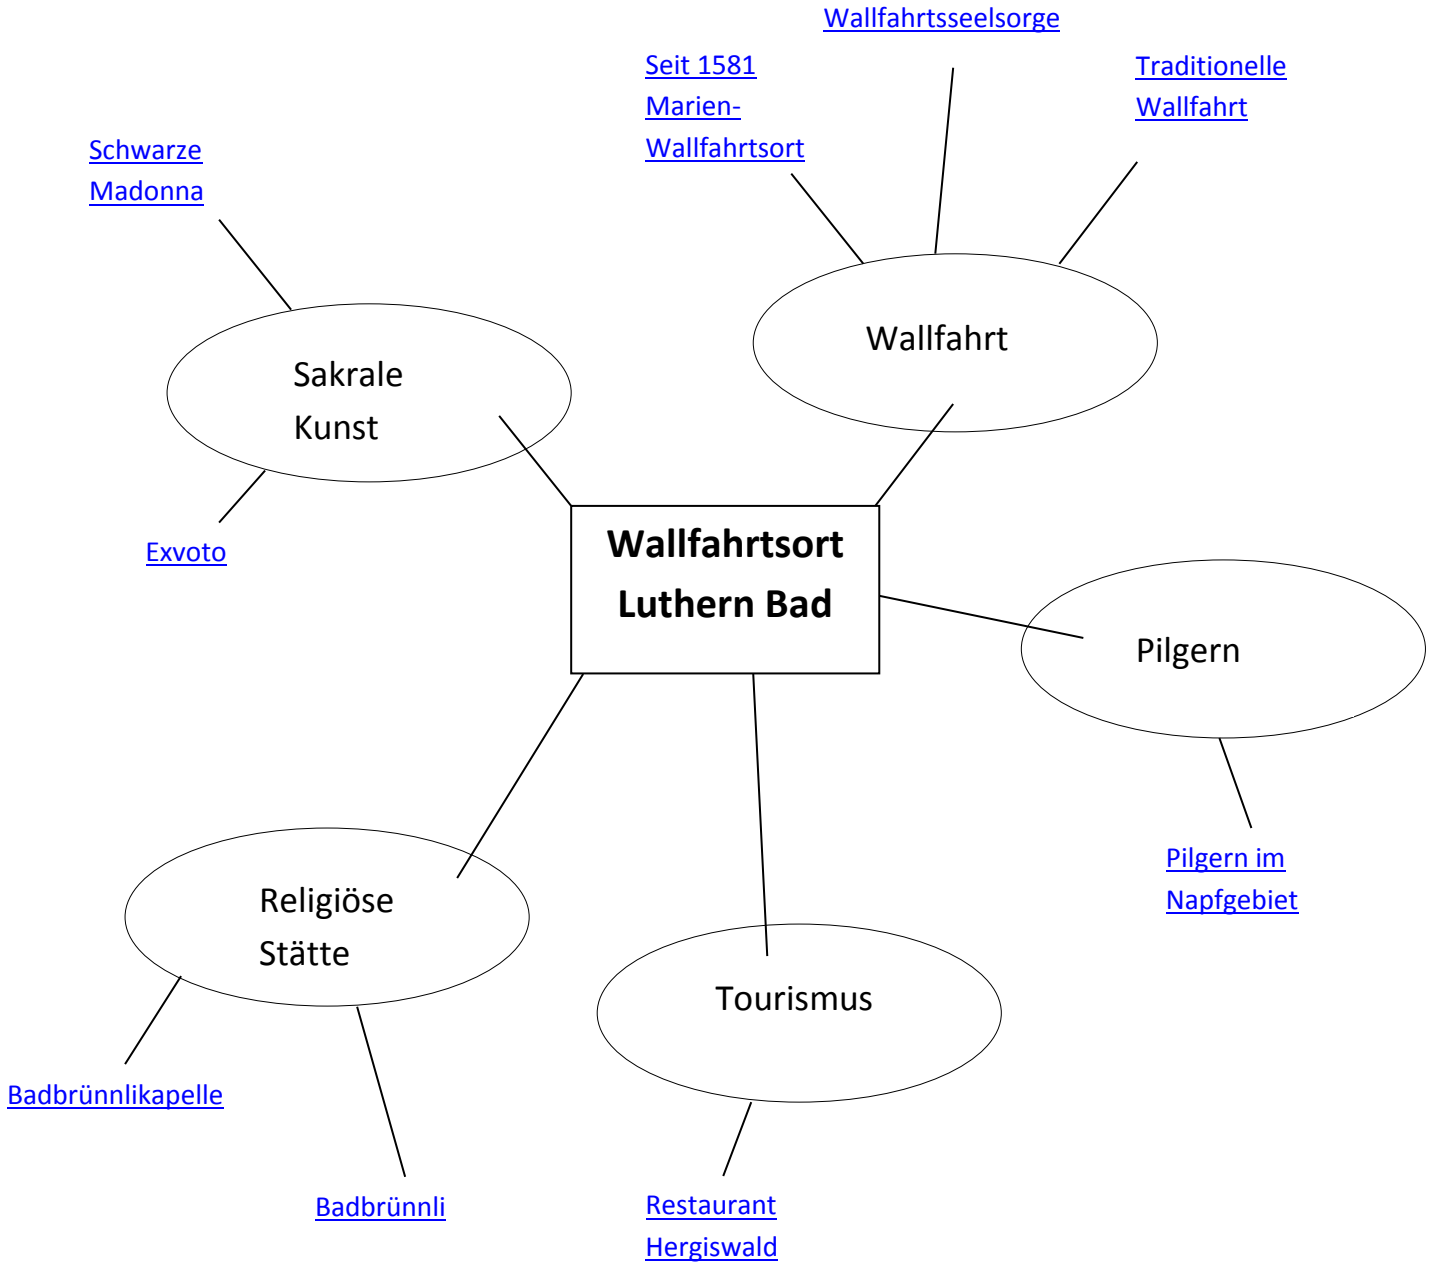 Wallfahrtsseelsorge
Seit 1581
Marien-
Wallfahrtsort
Traditionelle
Wallfahrt
Schwarze
Madonna
Wallfahrt
Sakrale
Kunst
Exvoto
Wallfahrtsort
Luthern Bad
Pilgern
Pilgern im
Napfgebiet
Religiöse
Stätte
Tourismus
Badbrünnlikapelle
Badbrünnli
Restaurant
Hergiswald